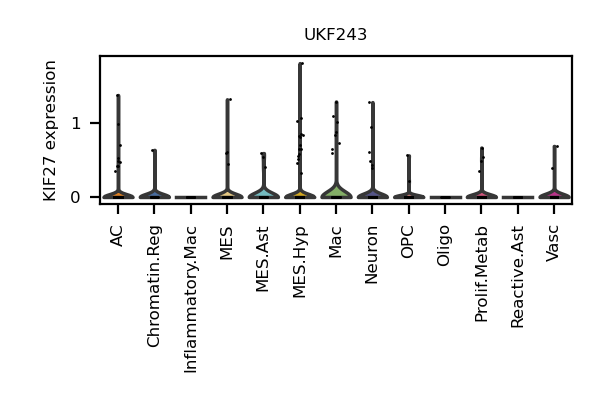 UKF243
KIF27 expression
1
0
AC
Chromatin.Reg
Inflammatory.Mac
MES
MES.Ast
MES.Hyp
Mac
Neuron
OPC
Oligo
Prolif.Metab
Reactive.Ast
Vasc